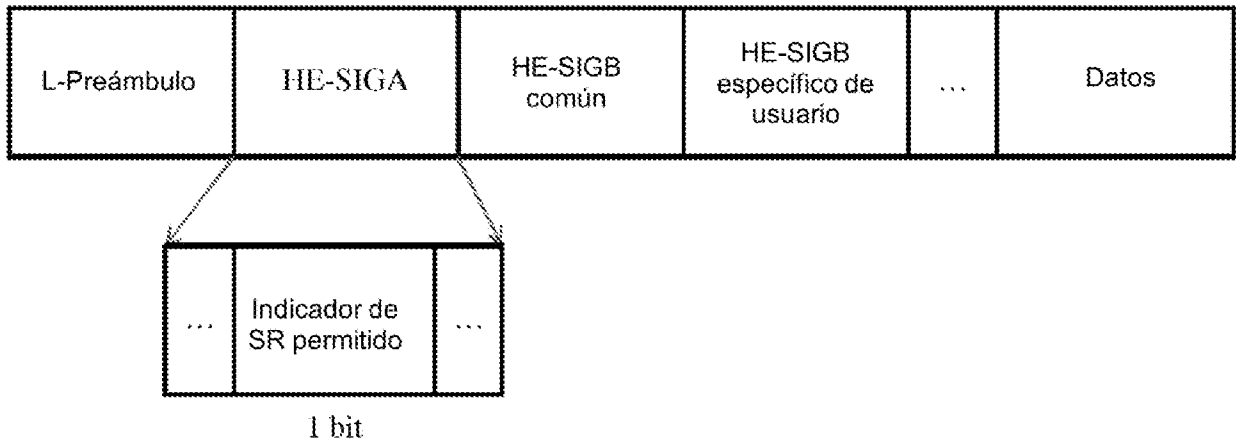 L-Preámbulo
HE-SIGA
HE-SIGB
común
HE-SIGB
específico de
usuario
...
Datos
...
Indicador de
SR permitido
...
1 bit